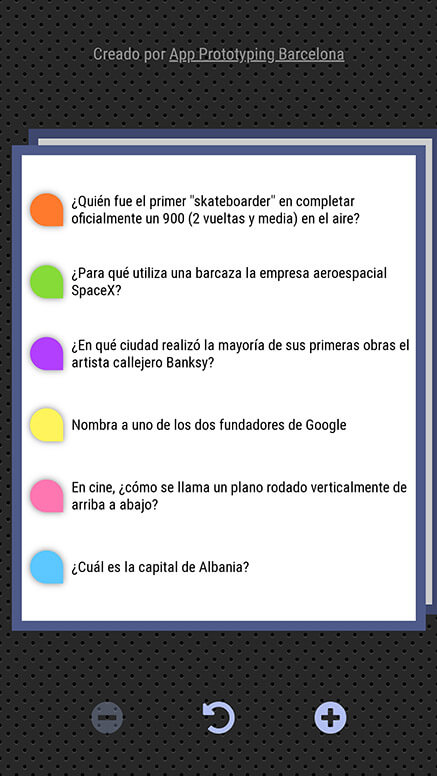 Creado por App Prototyping Barcelona
¿Quién fue el primer "skateboarder" en completar
oficialmente un 900 (2 vueltas y media) en el aire?
¿Para qué utiliza una barcaza la empresa aeroespacial
SpaceX?
¿En qué ciudad realizó la mayoría de sus primeras obras el
artista callejero Banksy?
Nombra a uno de los dos fundadores de Google
En cine, ¿cómo se llama un plano rodado verticalmente de
arriba a abajo?
¿Cuál es la capital de Albania?